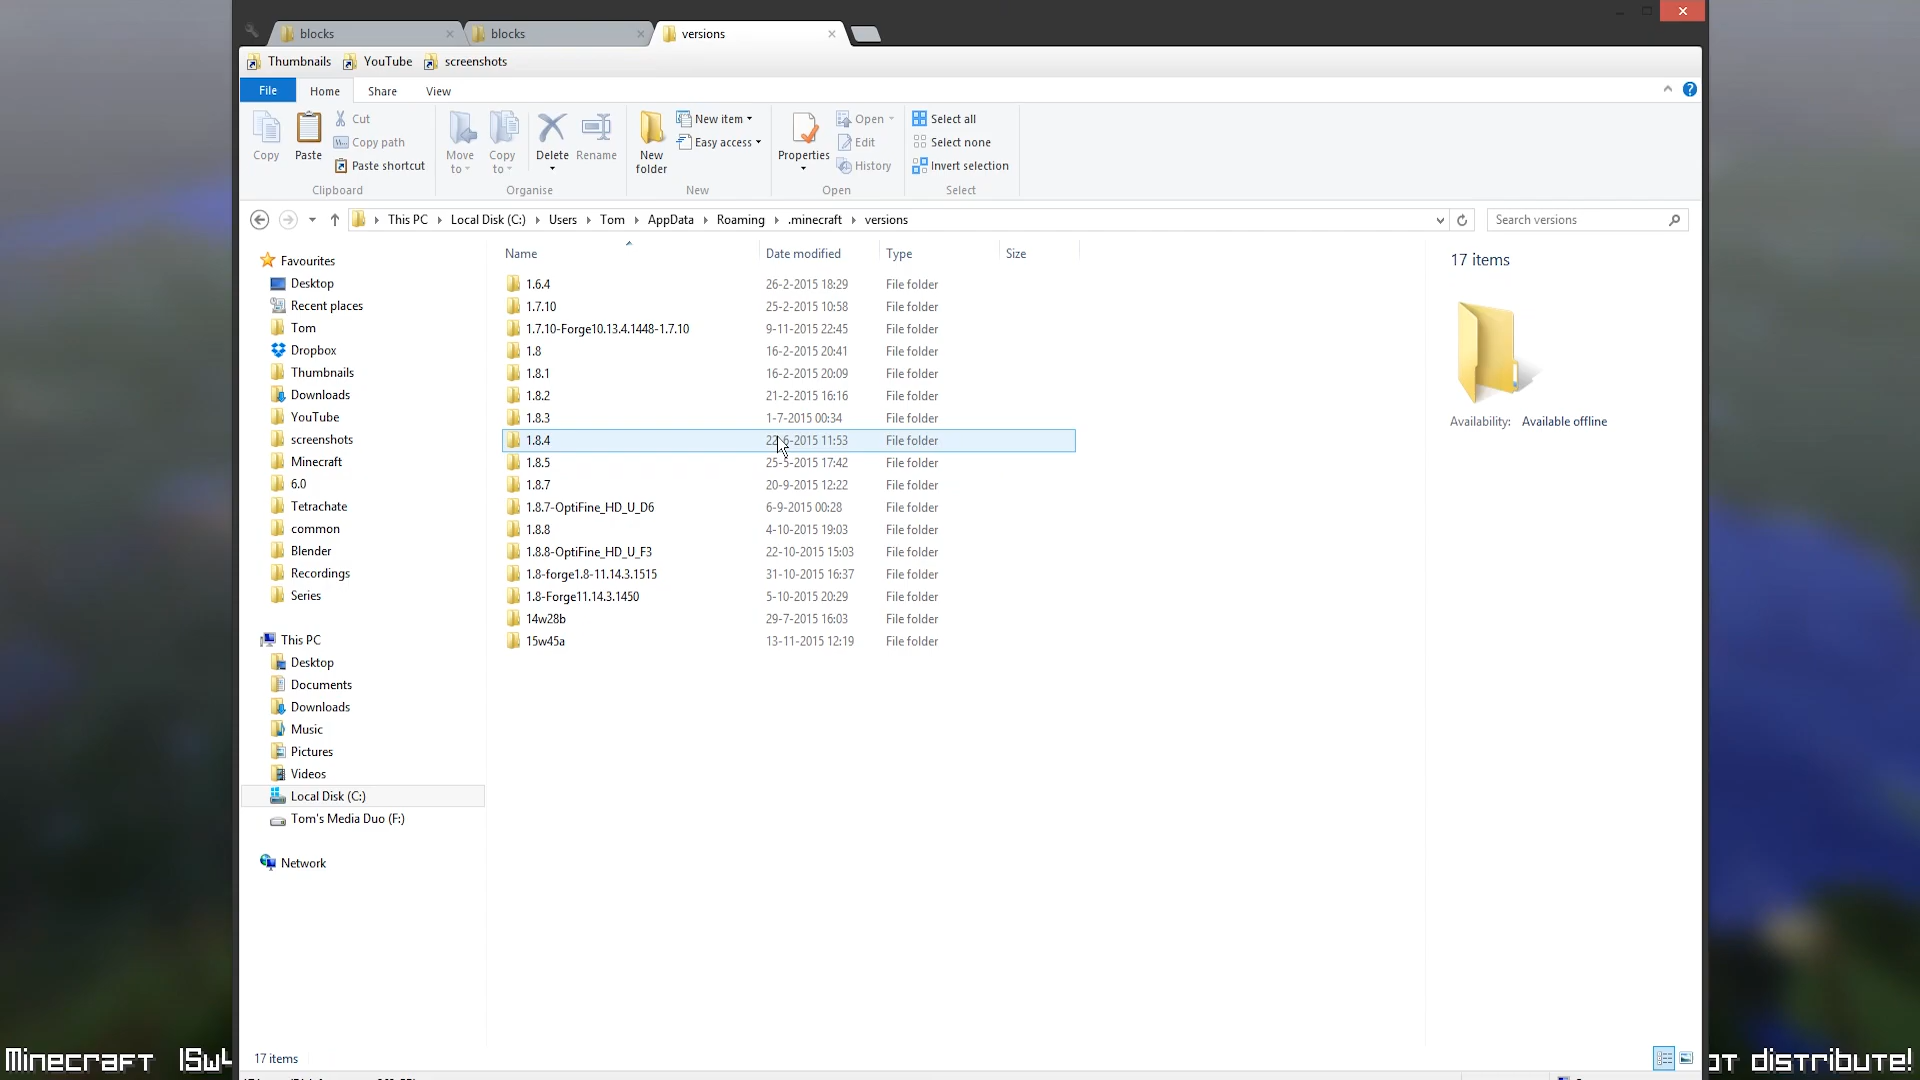 blocks
blocks
versions
Thumbnails YouTube screenshots
File Home Share View
Copy
Paste
Cut
Copy path
Paste shortcut
Clipboard
Move to
Copy to
Delete
Rename
Organise
New folder
New item
Easy access
New
Properties
Open
Edit
History
Open
Select all
Select none
Invert selection
Select
This PC Local Disk (C:) Users Tom AppData Roaming .minecraft versions
Search versions
Favourites
Desktop
Recent places
Tom
Dropbox
Thumbnails
Downloads
YouTube
screenshots
Minecraft
6.0
Tetrachate
common
Blender
Recordings
Series
This PC
Desktop
Documents
Downloads
Music
Pictures
Videos
Local Disk (C:)
Tom's Media Duo (F:)
Network
Name Date modified Type Size
1.6.4 26-2-2015 18:29 File folder
1.7.10 25-2-2015 10:58 File folder
1.7.10-Forge10.13.4.1448-1.7.10 9-11-2015 22:45 File folder
1.8 16-2-2015 20:41 File folder
1.8.1 16-2-2015 20:09 File folder
1.8.2 21-2-2015 16:16 File folder
1.8.3 1-7-2015 00:34 File folder
1.8.4 22-6-2015 11:53 File folder
1.8.5 25-5-2015 17:42 File folder
1.8.7 20-9-2015 12:22 File folder
1.8.7-OptiFine_HD_U_D6 6-9-2015 00:28 File folder
1.8.8 4-10-2015 19:03 File folder
1.8.8-OptiFine_HD_U_F3 22-10-2015 15:03 File folder
1.8-forge1.8-11.14.3.1515 31-10-2015 16:37 File folder
1.8-Forge11.14.3.1450 5-10-2015 20:29 File folder
14w28b 29-7-2015 16:03 File folder
15w45a 13-11-2015 12:19 File folder
17 items
Availability: Available offline
17 items
Minecraft 15w4
ot distribute!